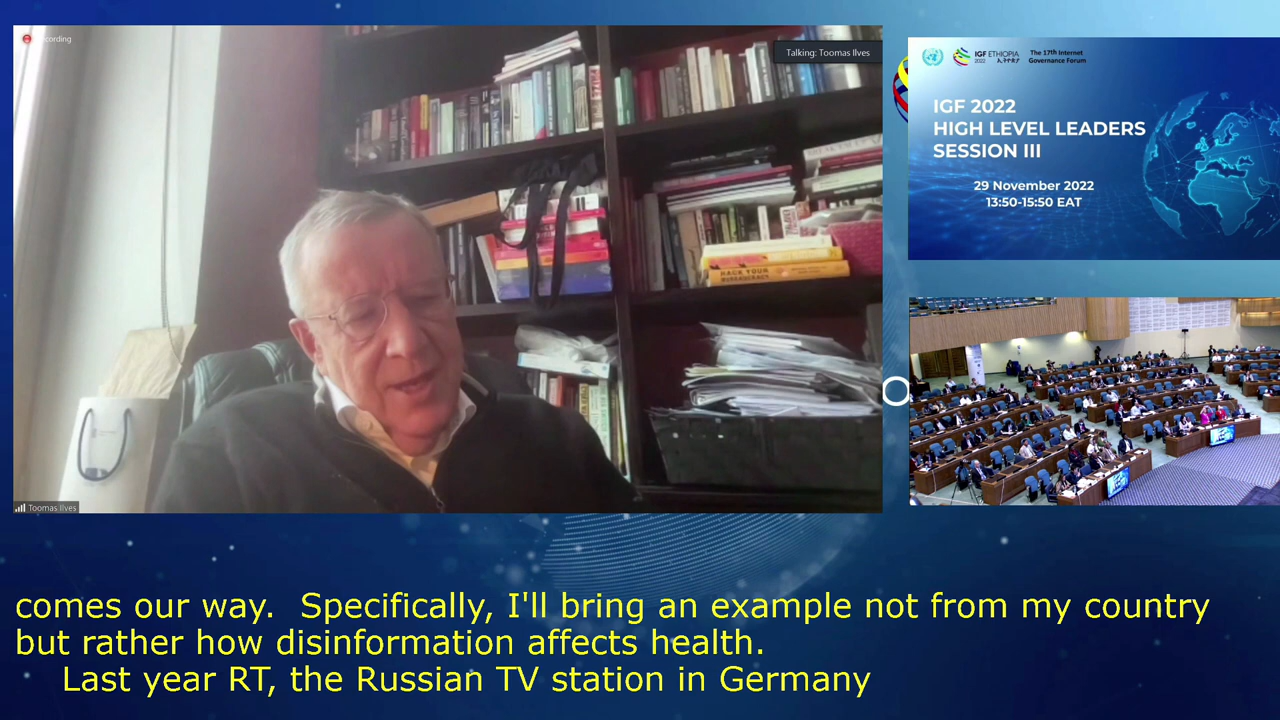 Talking: Toomas Ilves
Toomas Ilves
HACK YOUR
BUREAUCRACY
IGF ETHIOPIA
2022 ኢትዮጵያ
The 17th Internet
Governance Forum
IGF 2022
HIGH LEVEL LEADERS
SESSION III
29 November 2022
13:50-15:50 EAT
comes our way.  Specifically, I'll bring an example not from my country
but rather how disinformation affects health.
Last year RT, the Russian TV station in Germany